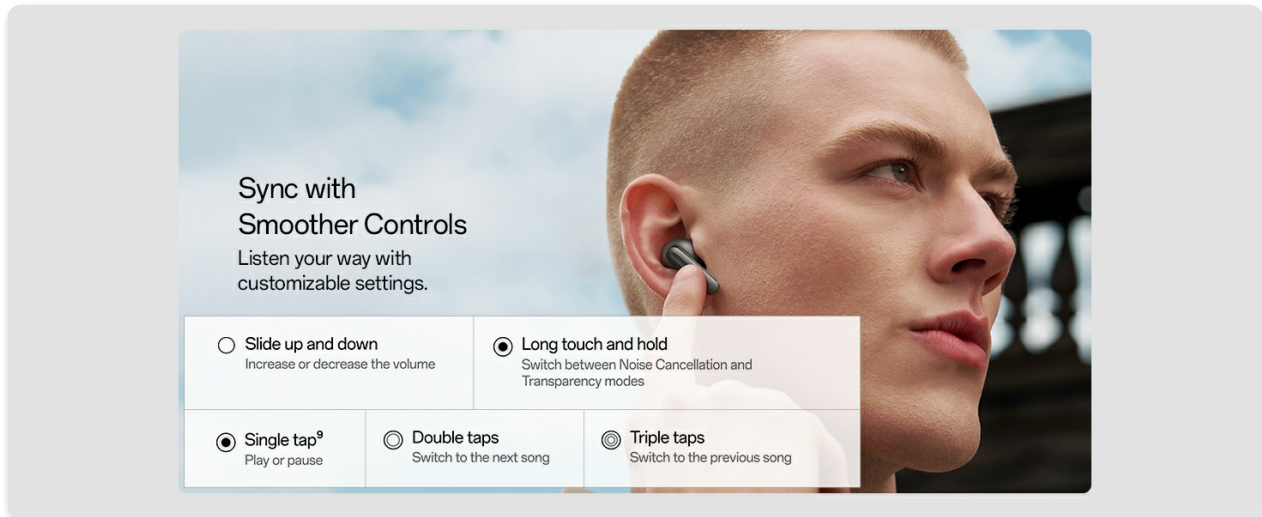 Sync with
Smoother Controls
Listen your way with
customizable settings.
Slide up and down
Increase or decrease the volume
Long touch and hold
Switch between Noise Cancellation and
Transparency modes
Single tap⁹
Play or pause
Double taps
Switch to the next song
Triple taps
Switch to the previous song